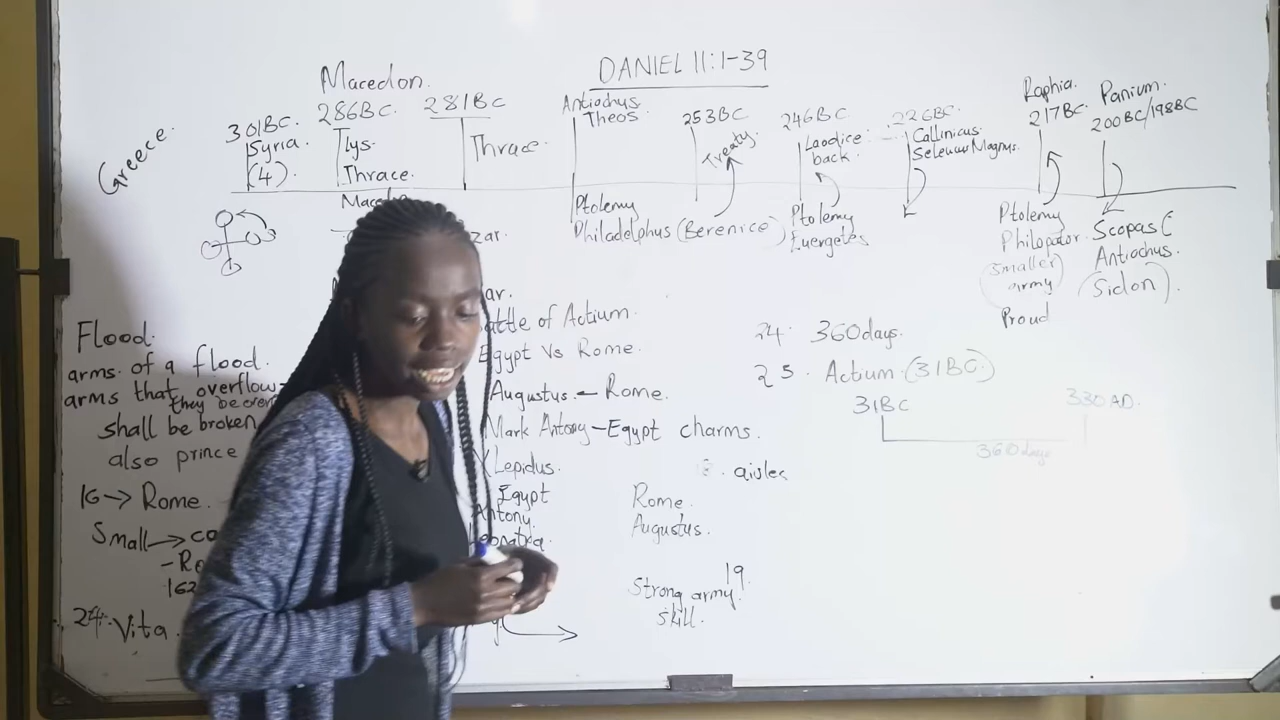 DANIEL 11:1-39
Greece.
301BC.
Syria.
(4).
Macedon.
286BC.
Lys.
Thrace.
281BC
Thrace.
Antiochus
Theos.
Ptolemy
Philadelphus (Berenice)
253BC
Treaty.
246BC
Laodice
back.
Ptolemy
Euergetes
226BC.
Callinicus.
Seleucus Magnus.
Raphia.
217BC.
Ptolemy
Philopator.
(smaller)
army
Proud
Panium.
200BC/198BC
Scopas
Antiochus.
(Sidon).
Flood.
arms of a flood.
arms that overflow
shall be broken
also prince
16→ Rome.
Small→
24. Vita
Battle of Actium.
Egypt Vs Rome.
Augustus - Rome.
Mark Antony-Egypt charms.
Lepidus.
Egypt
Antony.
Rome
Augustus.
aisles
19
Strong army.
skill.
24. 360days.
25. Actium (31BC)
31BC
330AD.
360days